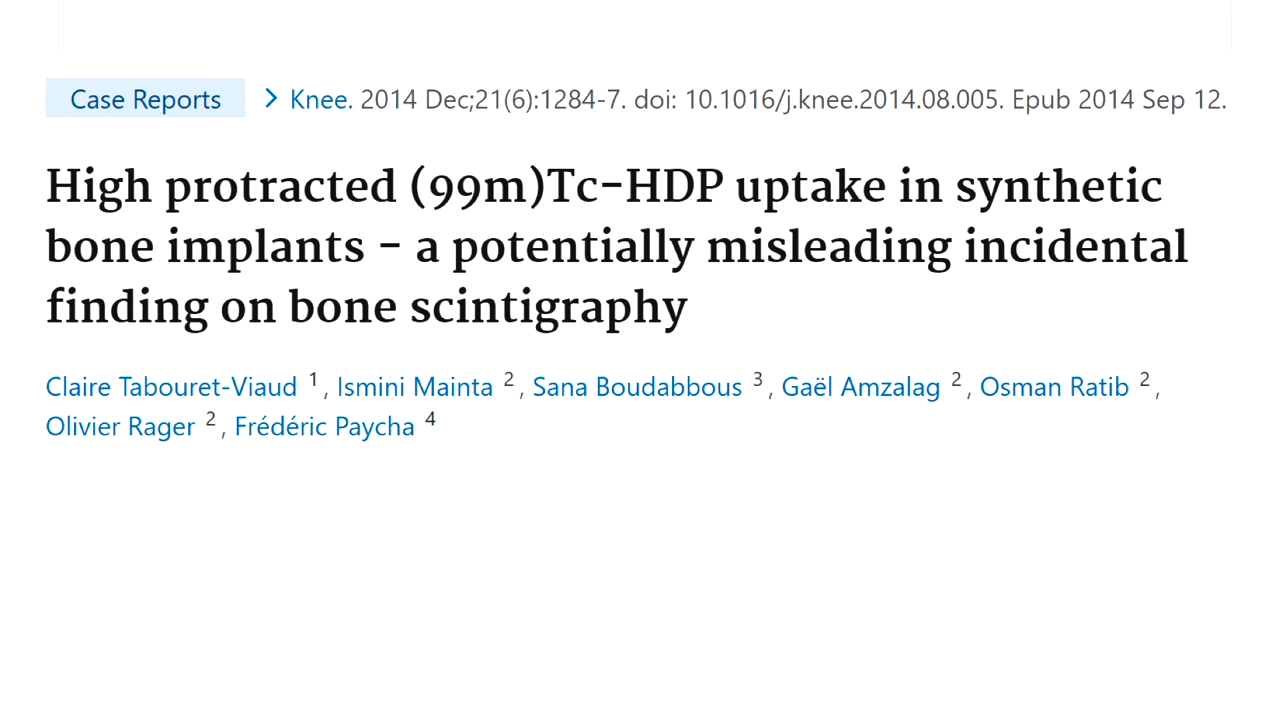 Case Reports > Knee. 2014 Dec;21(6):1284-7. doi: 10.1016/j.knee.2014.08.005. Epub 2014 Sep 12.
High protracted (99m)Tc-HDP uptake in synthetic
bone implants - a potentially misleading incidental
finding on bone scintigraphy
Claire Tabouret-Viaud 1, Ismini Mainta 2, Sana Boudabbous 3, Gaël Amzalag 2, Osman Ratib 2,
Olivier Rager 2, Frédéric Paycha 4